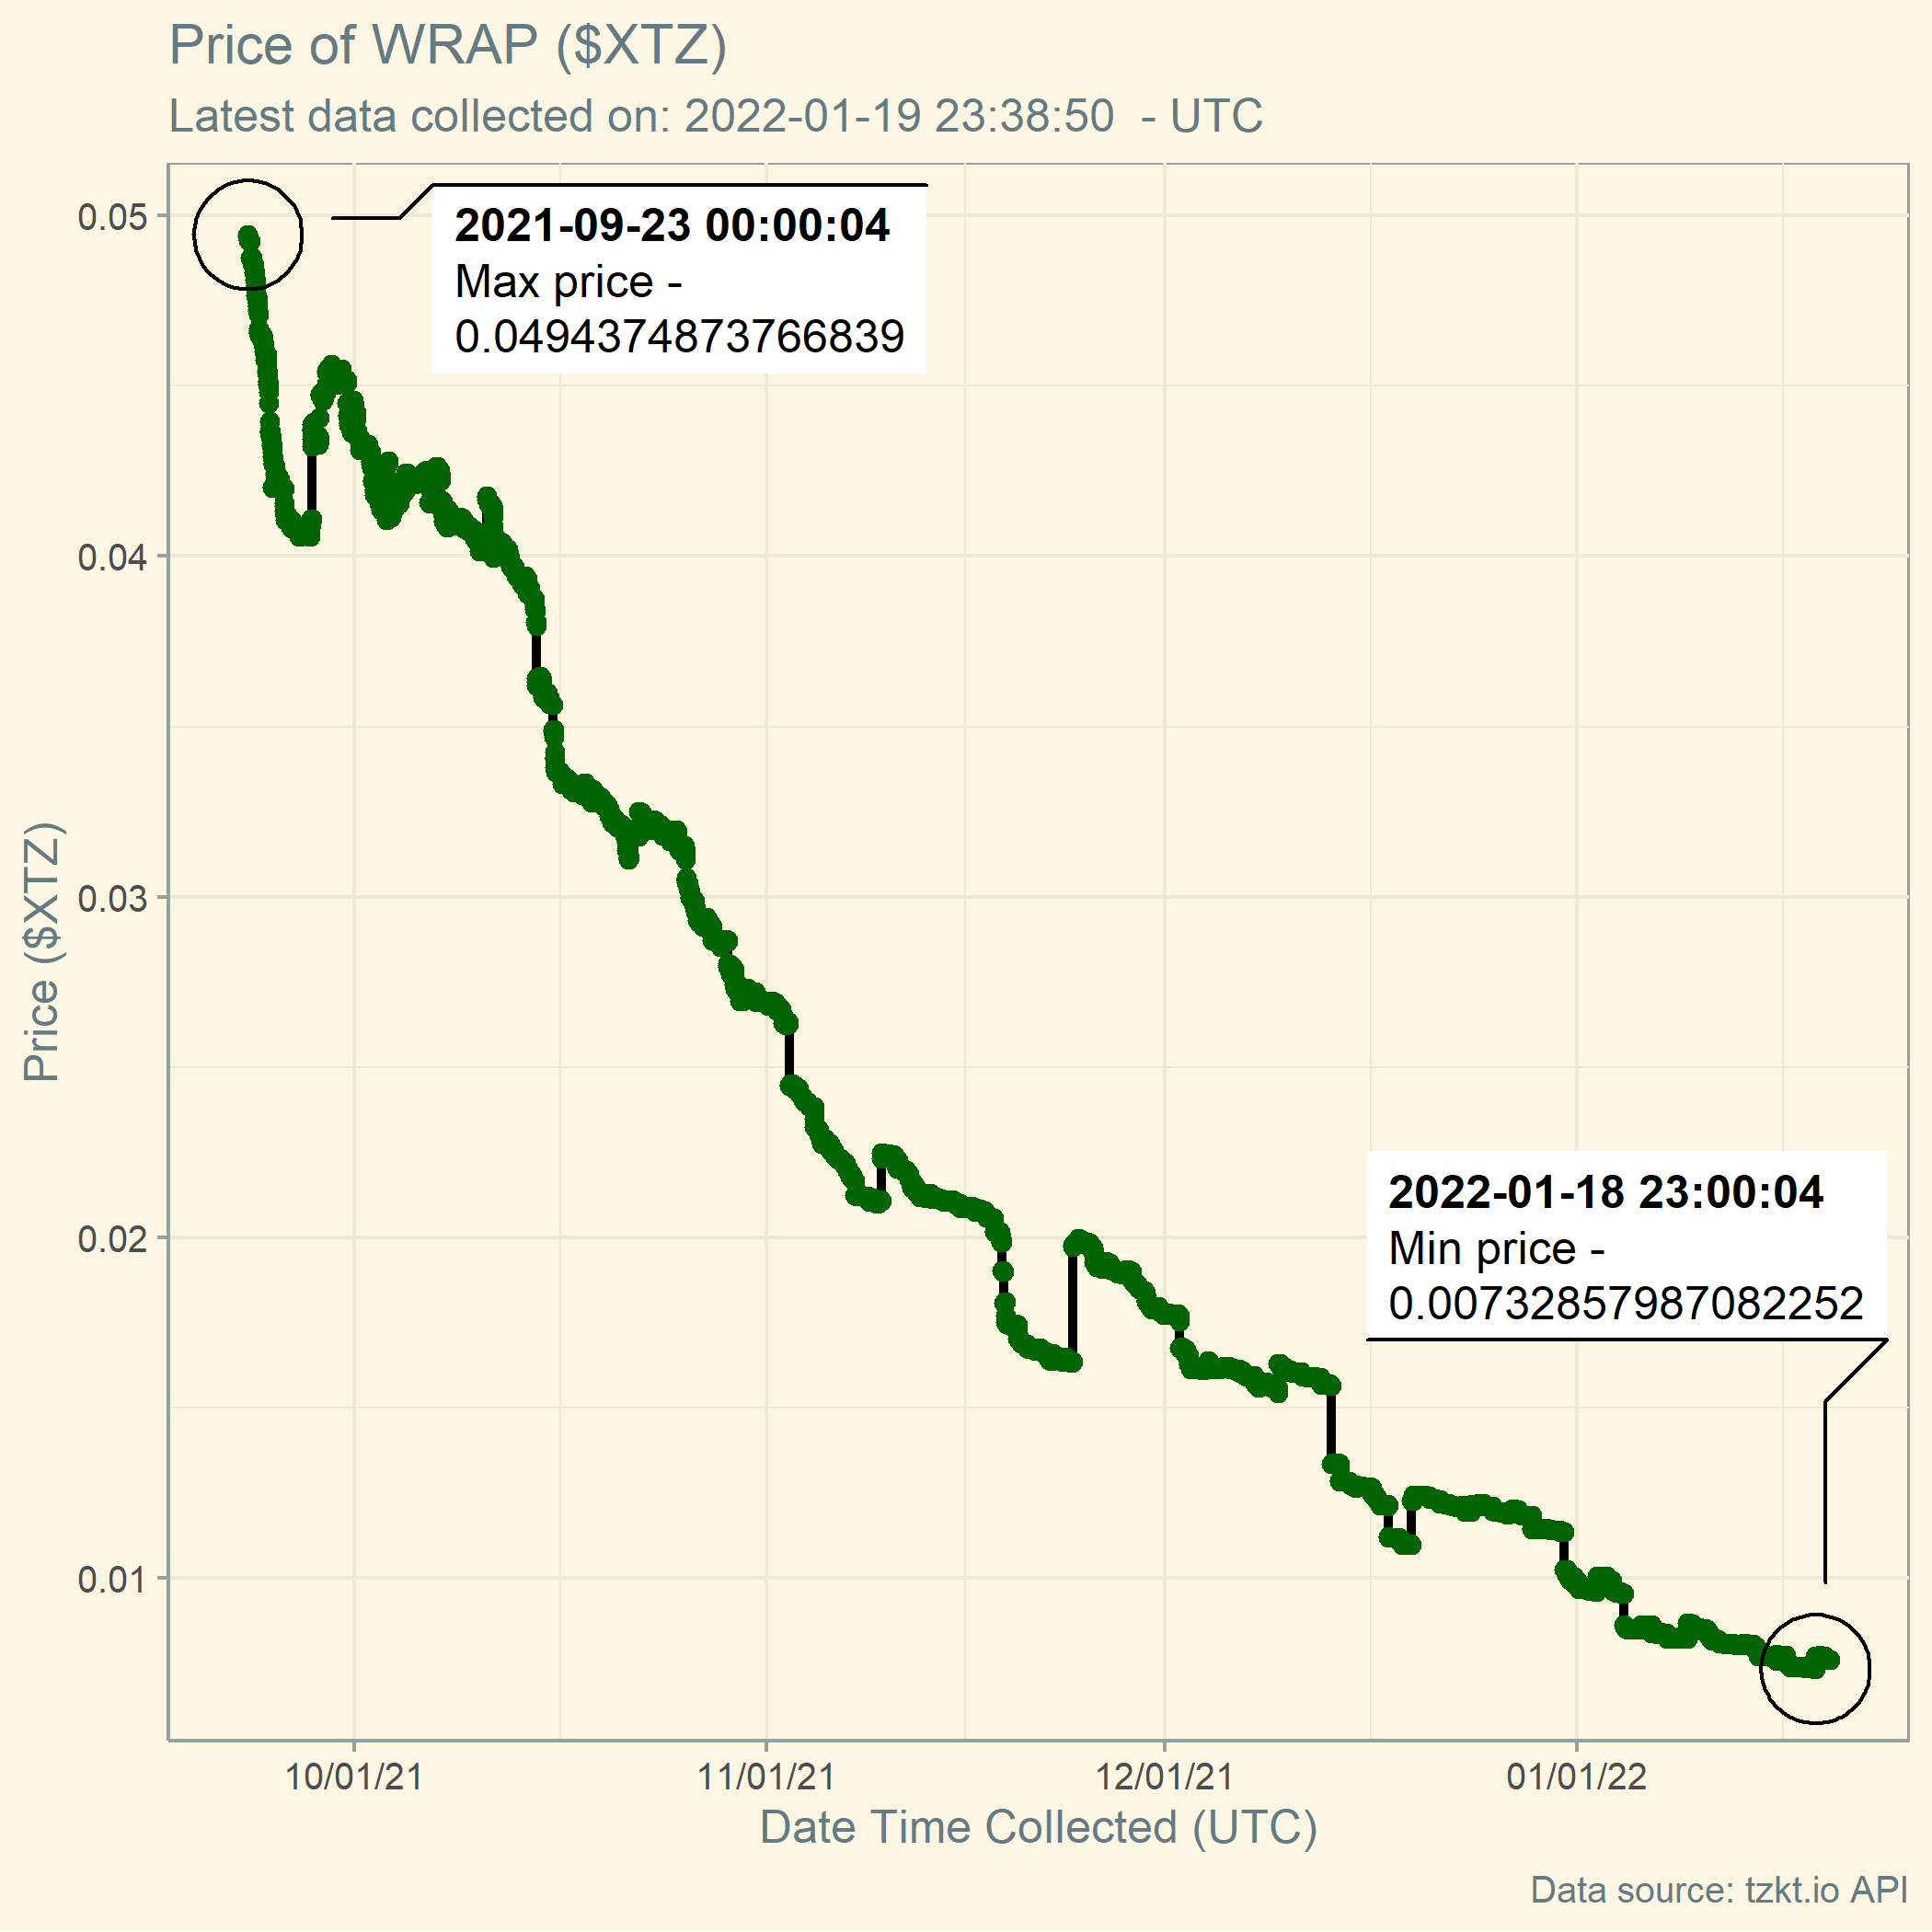 Price of WRAP ($XTZ)
Latest data collected on: 2022-01-19 23:38:50  - UTC
2021-09-23 00:00:04
Max price -
0.0494374873766839
2022-01-18 23:00:04
Min price -
0.00732857987082252
Price ($XTZ)
0.05
0.04
0.03
0.02
0.01
10/01/21
11/01/21
12/01/21
01/01/22
Date Time Collected (UTC)
Data source: tzkt.io API